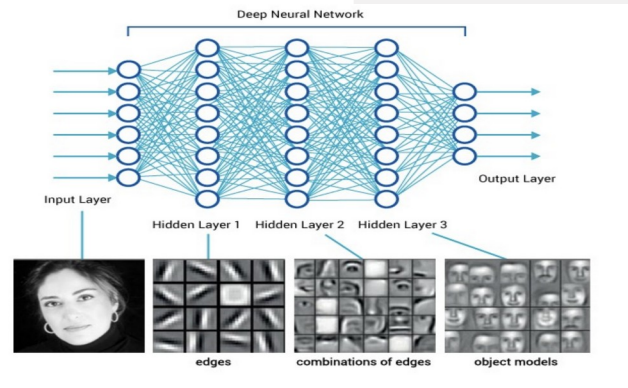 Deep Neural Network
Input Layer
Output Layer
Hidden Layer 1
Hidden Layer 2
Hidden Layer 3
edges
combinations of edges
object models